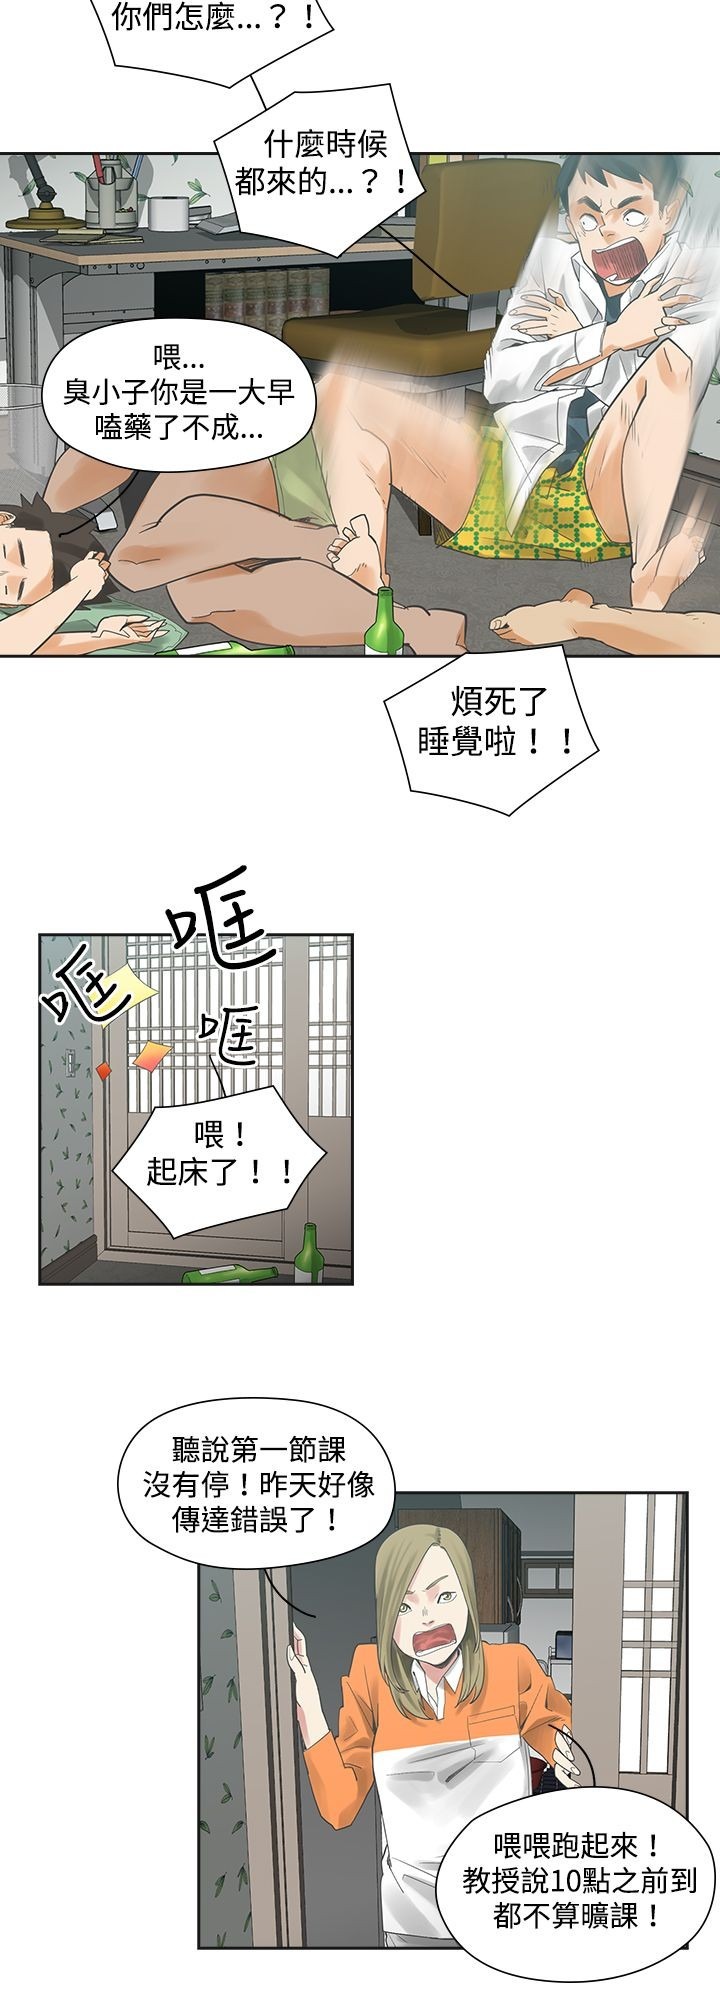 你們怎麼...？！
什麼時候
都來的...？！
喂...
臭小子你是一大早
嗑藥了不成...
煩死了
睡覺啦！！
哐
哐
哐
喂！
起床了！！
聽說第一節課
沒有停！昨天好像
傳達錯誤了！
喂喂跑起來！
教授說10點之前到
都不算曠課！